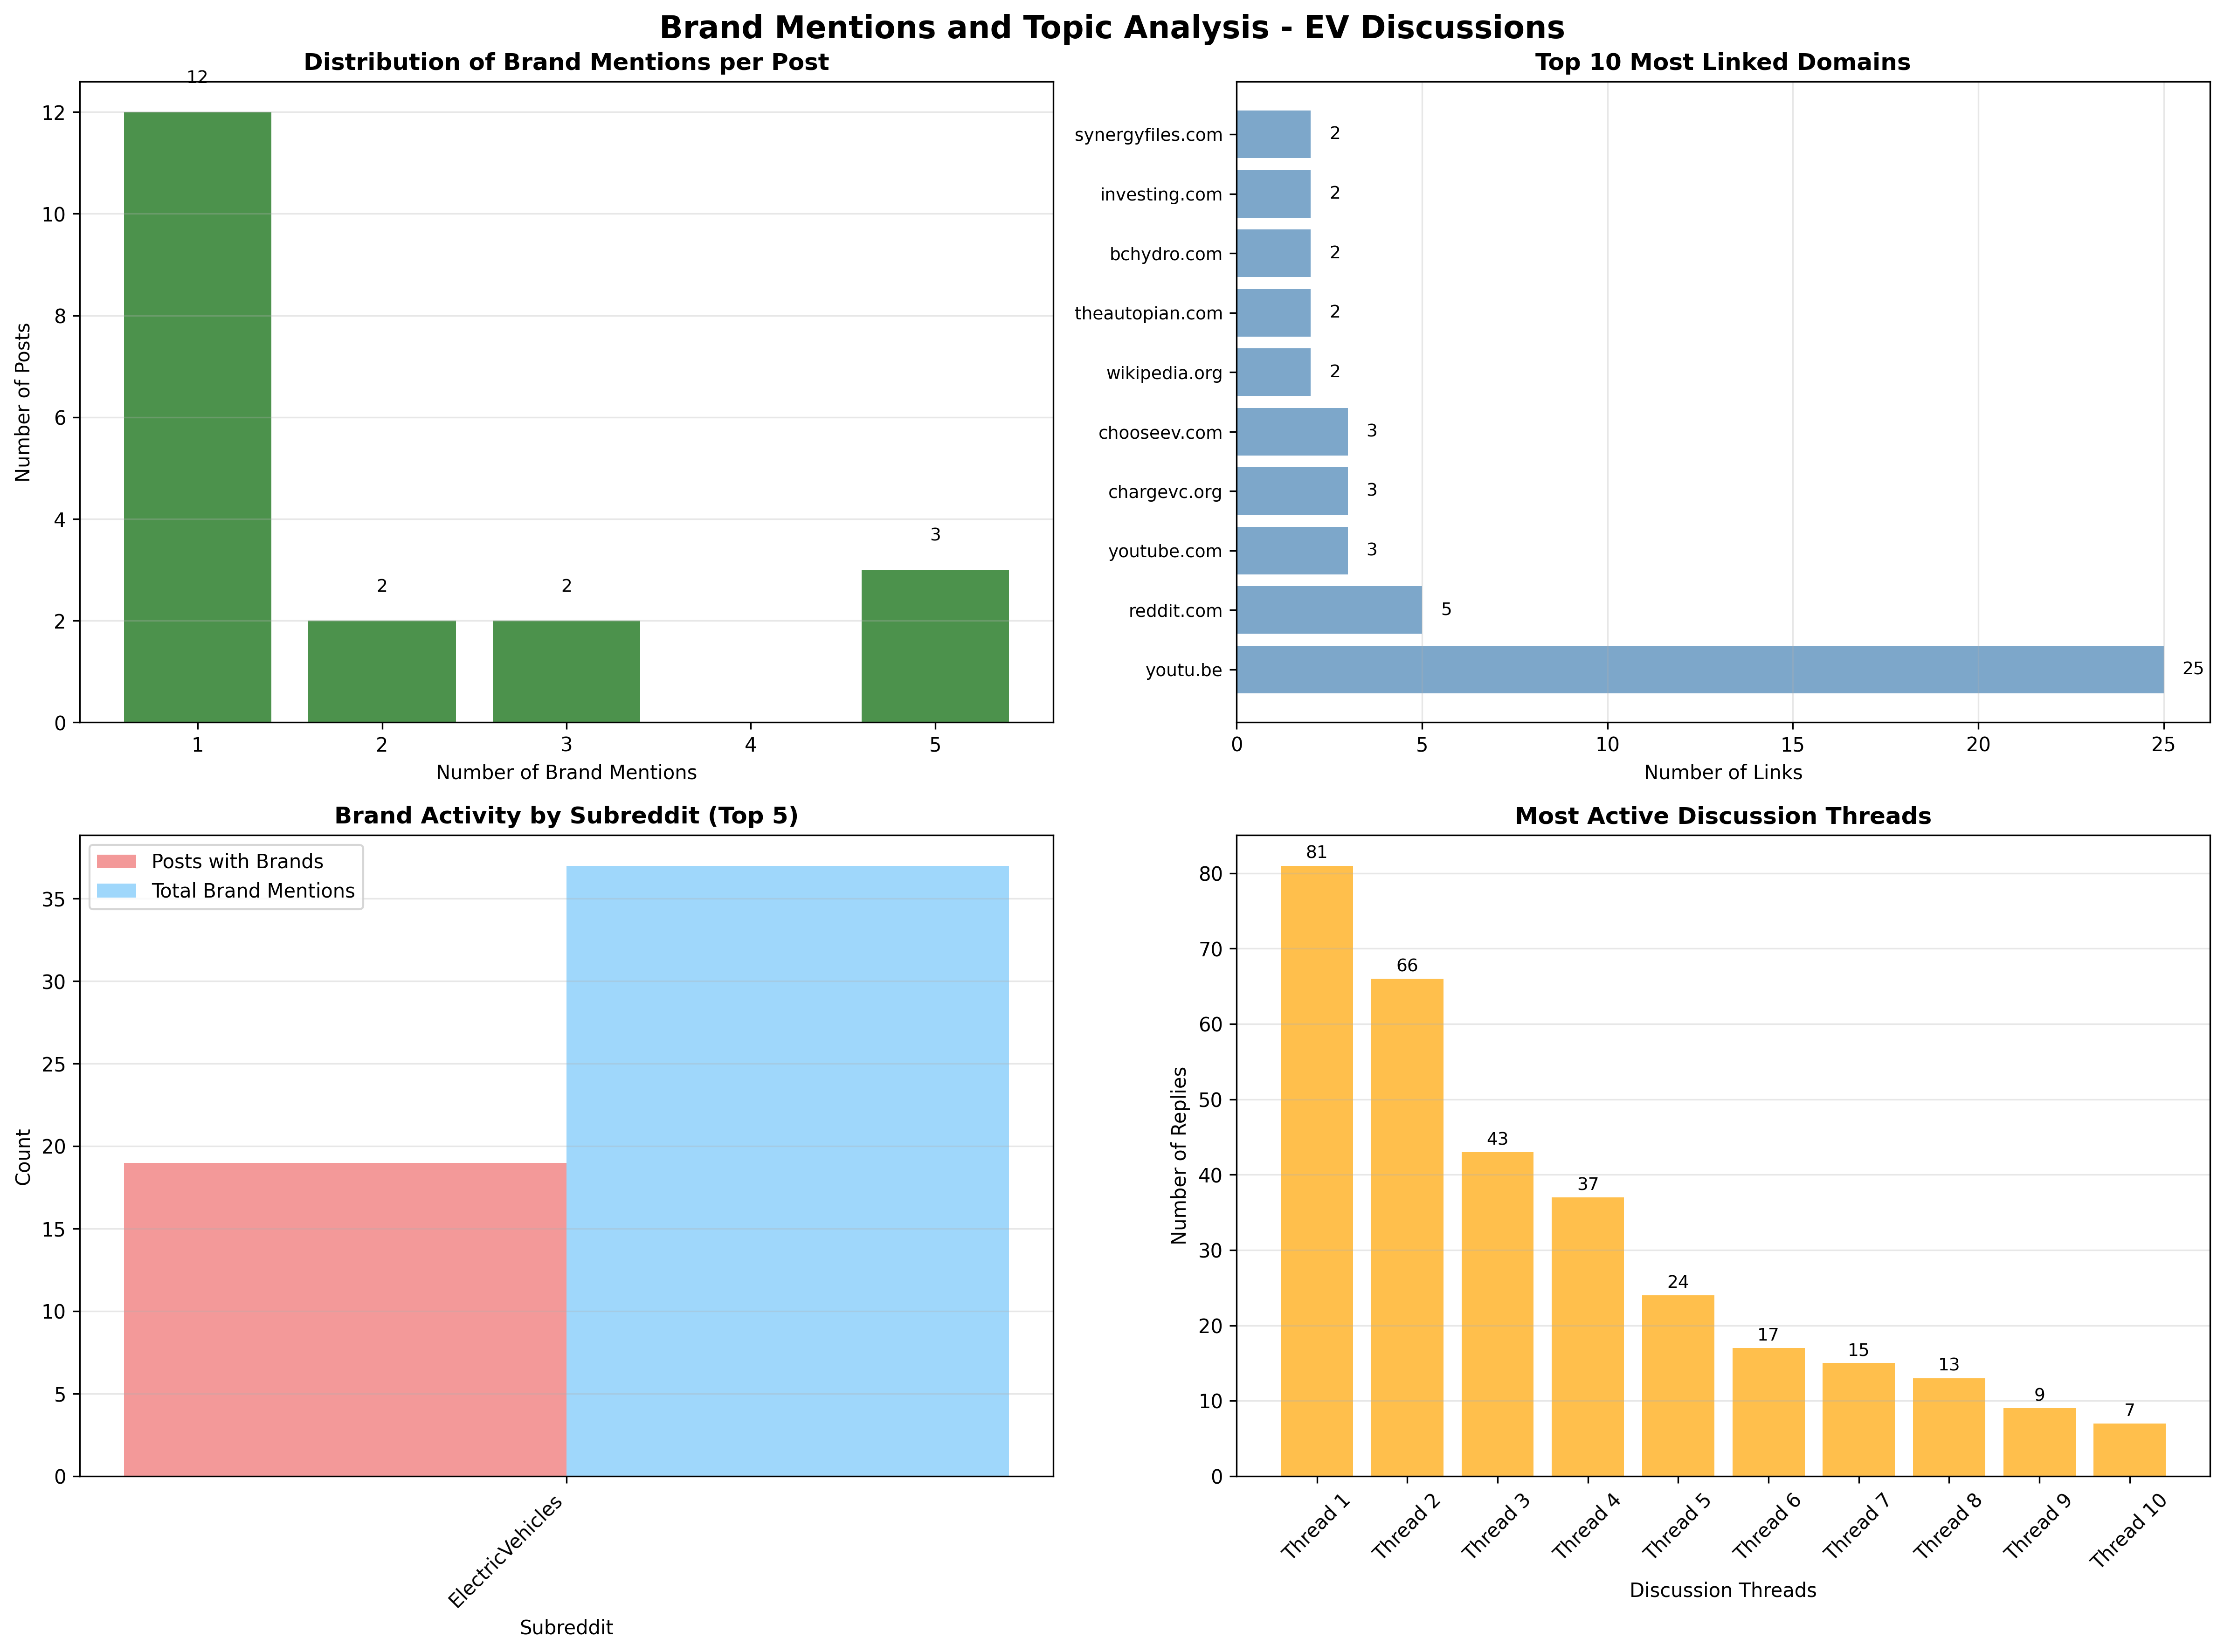 Brand Mentions and Topic Analysis - EV Discussions
Distribution of Brand Mentions per Post
12
12
10
8
6
4
2
0
2
2
3
1 2 3 4 5
Number of Posts
Number of Brand Mentions
Top 10 Most Linked Domains
synergyfiles.com 2
investing.com 2
bchydro.com 2
theautopian.com 2
wikipedia.org 2
chooseev.com 3
chargevc.org 3
youtube.com 3
reddit.com 5
youtu.be 25
0 5 10 15 20 25
Number of Links
Brand Activity by Subreddit (Top 5)
Posts with Brands
Total Brand Mentions
35
30
25
20
15
10
5
0
Count
ElectricVehicles
Subreddit
Most Active Discussion Threads
80
70
60
50
40
30
20
10
0
Number of Replies
81
66
43
37
24
17
15
13
9
7
Thread 1
Thread 2
Thread 3
Thread 4
Thread 5
Thread 6
Thread 7
Thread 8
Thread 9
Thread 10
Discussion Threads